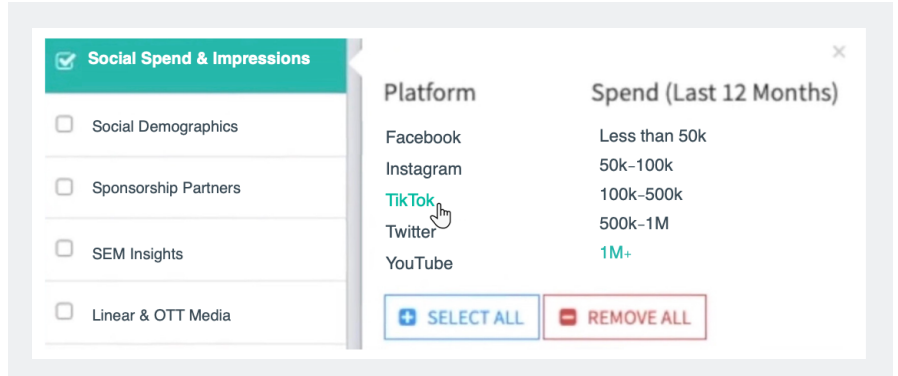 Social Spend & Impressions
Social Demographics
Sponsorship Partners
SEM Insights
Linear & OTT Media
Platform
Facebook
Instagram
TikTok
Twitter
YouTube
Spend (Last 12 Months)
Less than 50k
50k–100k
100k–500k
500k–1M
1M+
SELECT ALL
REMOVE ALL